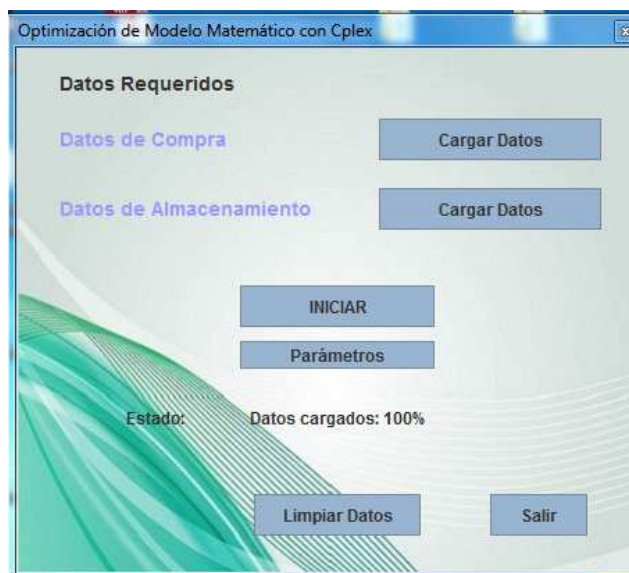 Optimización de Modelo Matemático con Cplex
Datos Requeridos
Datos de Compra
Cargar Datos
Datos de Almacenamiento
Cargar Datos
INICIAR
Parámetros
Estado: Datos cargados: 100%
Limpiar Datos
Salir